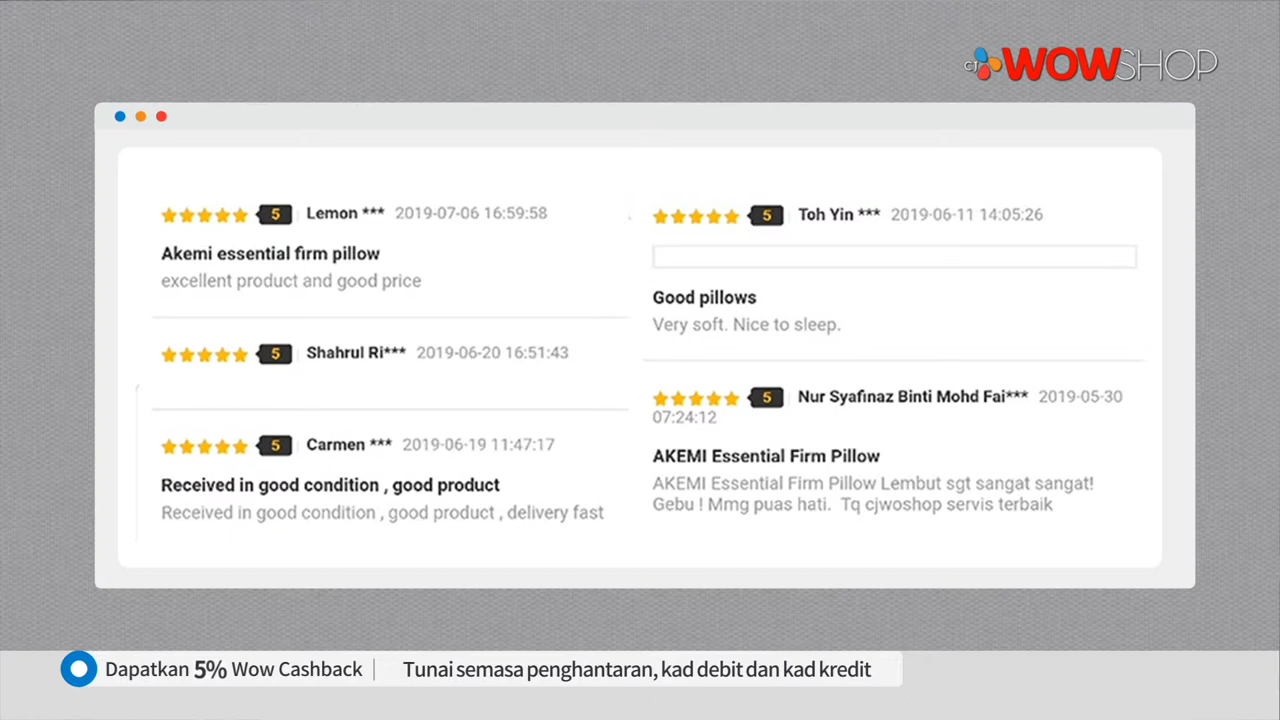 CJ WOWSHOP
5 Lemon *** 2019-07-06 16:59:58
Akemi essential firm pillow
excellent product and good price
5 Shahrul Ri*** 2019-06-20 16:51:43
5 Carmen *** 2019-06-19 11:47:17
Received in good condition , good product
Received in good condition , good product , delivery fast
5 Toh Yin *** 2019-06-11 14:05:26
Good pillows
Very soft. Nice to sleep.
5 Nur Syafinaz Binti Mohd Fai*** 2019-05-30
07:24:12
AKEMI Essential Firm Pillow
AKEMI Essential Firm Pillow Lembut sgt sangat sangat!
Gebu ! Mmg puas hati. Tq cjwoshop servis terbaik
Dapatkan 5% Wow Cashback | Tunai semasa penghantaran, kad debit dan kad kredit